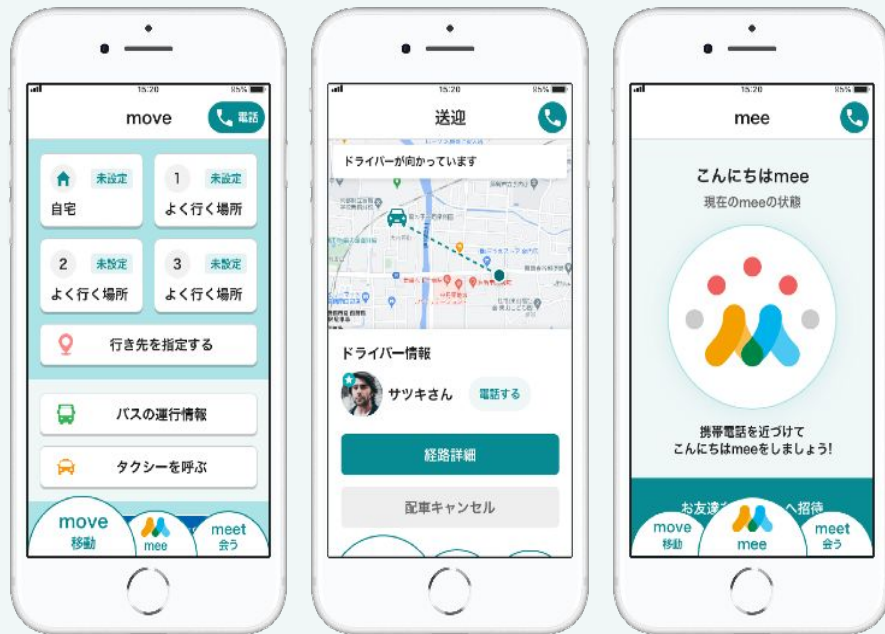 15:20
85%
move
電話
未設定
自宅
1
未設定
よく行く場所
2
未設定
よく行く場所
3
未設定
よく行く場所
行き先を指定する
バスの運行情報
タクシーを呼ぶ
move
移動
mee
meet
会う
15:20
85%
送迎
ドライバーが向かっています
ドライバー情報
サツキさん
電話する
経路詳細
配車キャンセル
15:20
85%
mee
こんにちはmee
現在のmeeの状態
携帯電話を近づけて
こんにちはmeeをしましょう!
お友達
へ招待
move
移動
mee
meet
会う